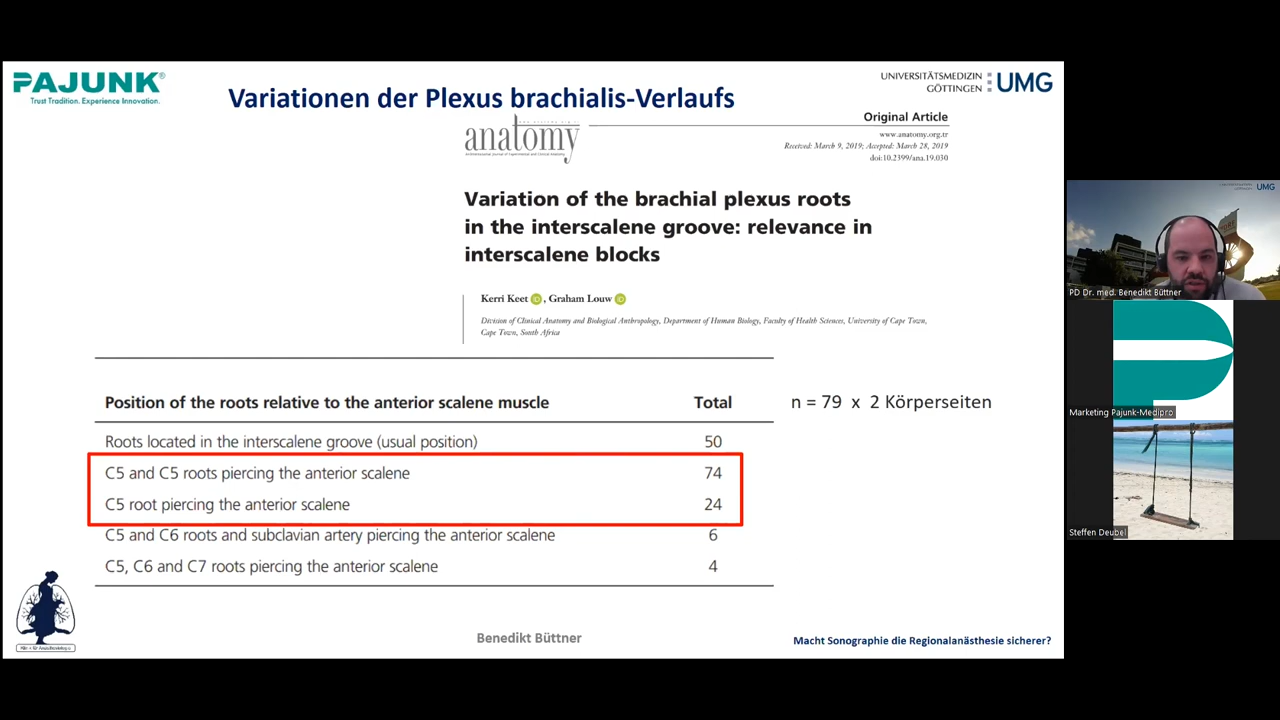 PAJUNK®
Trust Tradition. Experience Innovation.
UNIVERSITÄTSMEDIZIN
GÖTTINGEN
UMG
Variationen der Plexus brachialis-Verlaufs
anatomy
Original Article
www.anatomy.org.tr
Received: March 9, 2019; Accepted: March 28, 2019
doi:10.2399/ana.19.030
Variation of the brachial plexus roots
in the interscalene groove: relevance in
interscalene blocks
Kerri Keet iD, Graham Louw iD
Division of Clinical Anatomy and Biological Anthropology, Department of Human Biology, Faculty of Health Sciences, University of Cape Town,
Cape Town, South Africa
Position of the roots relative to the anterior scalene muscle Total
n = 79 x 2 Körperseiten
Roots located in the interscalene groove (usual position) 50
C5 and C5 roots piercing the anterior scalene 74
C5 root piercing the anterior scalene 24
C5 and C6 roots and subclavian artery piercing the anterior scalene 6
C5, C6 and C7 roots piercing the anterior scalene 4
Benedikt Büttner
Macht Sonographie die Regionalanästhesie sicherer?
UMG
PD Dr. med. Benedikt Büttner
Marketing Pajunk-Medipro
Steffen Deubel